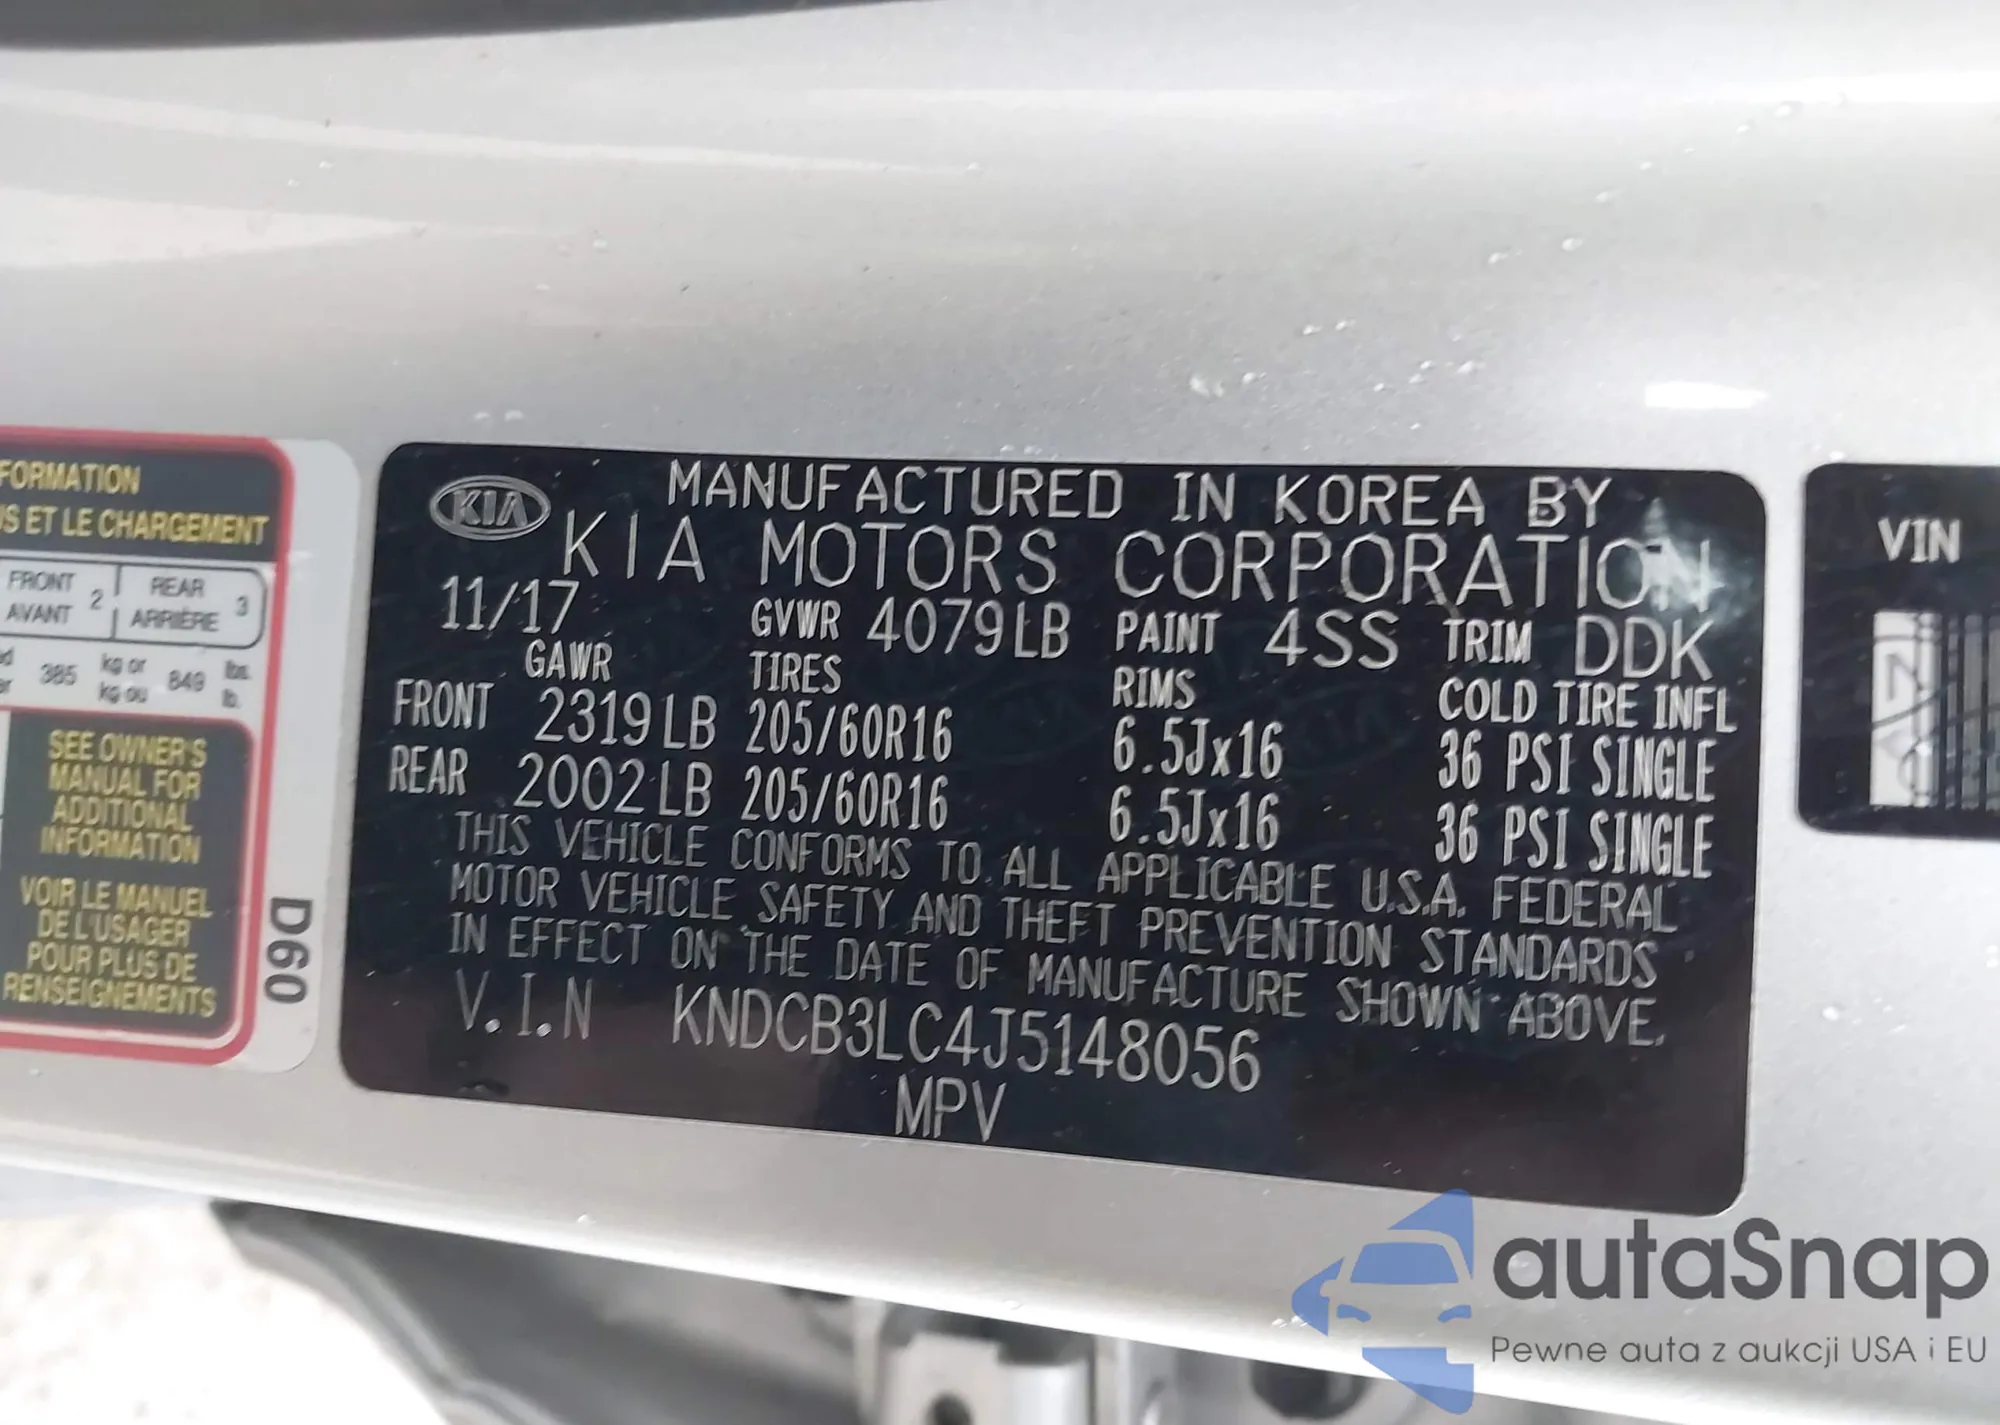 FORMATION
US ET LE CHARGEMENT
FRONT 2 REAR 3
AVANT ARRIÈRE
385 kg or 849 lbs.
kg ou lb.
SEE OWNER'S
MANUAL FOR
ADDITIONAL
INFORMATION
VOIR LE MANUEL
DE L'USAGER
POUR PLUS DE
RENSEIGNEMENTS
D60
KIA
MANUFACTURED IN KOREA BY
KIA MOTORS CORPORATION
11/17 GVWR 4079LB PAINT 4SS TRIM DDK
GAWR TIRES RIMS COLD TIRE INFL
FRONT 2319LB 205/60R16 6.5Jx16 36 PSI SINGLE
REAR 2002LB 205/60R16 6.5Jx16 36 PSI SINGLE
THIS VEHICLE CONFORMS TO ALL APPLICABLE U.S.A. FEDERAL
MOTOR VEHICLE SAFETY AND THEFT PREVENTION STANDARDS
IN EFFECT ON THE DATE OF MANUFACTURE SHOWN ABOVE.
V.I.N KNDCB3LC4J5148056
MPV
VIN
autaSnap
Pewne auta z aukcji USA i EU